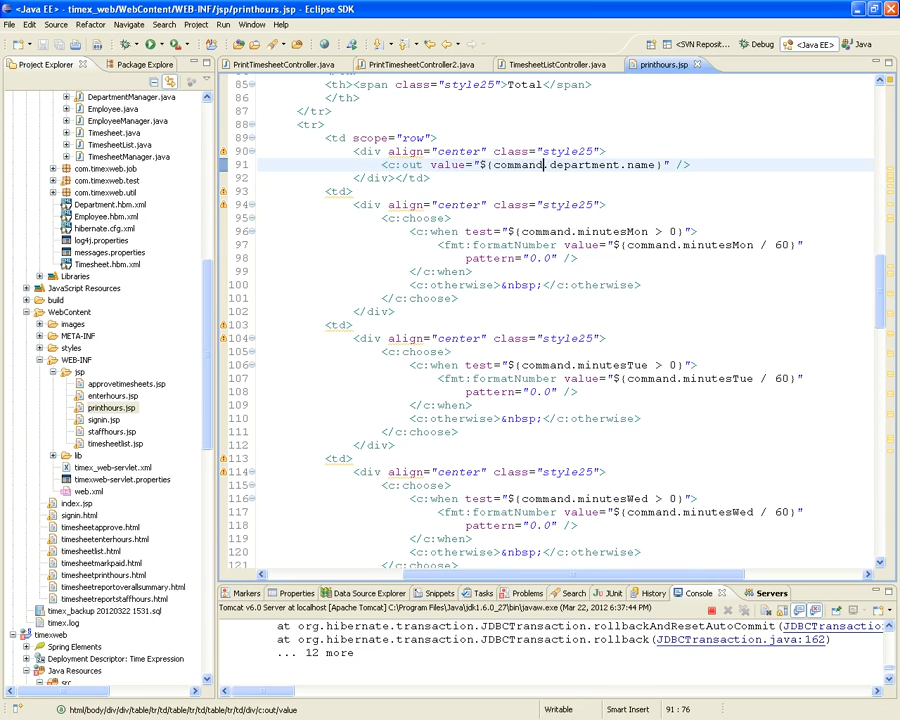 <Java EE> - timex_web/WebContent/WEB-INF/jsp/printhours.jsp - Eclipse SDK
File Edit Source Refactor Navigate Search Project Run Window Help
SVN Reposit... Debug <Java EE> Java
Project Explorer Package Explore
DepartmentManager.java
Employee.java
EmployeeManager.java
Timesheet.java
TimesheetList.java
TimesheetManager.java
com.timexweb.job
com.timexweb.test
com.timexweb.util
Department.hbm.xml
Employee.hbm.xml
hibernate.cfg.xml
log4j.properties
messages.properties
Timesheet.hbm.xml
Libraries
JavaScript Resources
build
WebContent
images
META-INF
styles
WEB-INF
jsp
approvetimesheets.jsp
enterhours.jsp
printhours.jsp
signin.jsp
staffhours.jsp
timesheetlist.jsp
lib
timex_web-servlet.xml
timexweb-servlet.properties
web.xml
index.jsp
signin.html
timesheetapprove.html
timesheetenterhours.html
timesheetlist.html
timesheetmarkpaid.html
timesheetprinthours.html
timesheetreportoverallsummary.html
timesheetreportstaffhours.html
timex_backup 20120322 1531.sql
timex.log
timexweb
Spring Elements
Deployment Descriptor: Time Expression
Java Resources
src
PrintTimesheetController.java PrintTimesheetController2.java TimesheetListController.java printhours.jsp
85 <th><span class="style25">Total</span>
86 </th>
87 </tr>
88 <tr>
89 <td scope="row">
90 <div align="center" class="style25">
91 <c:out value="${command.department.name}" />
92 </div></td>
93 <td>
94 <div align="center" class="style25">
95 <c:choose>
96 <c:when test="${command.minutesMon > 0}">
97 <fmt:formatNumber value="${command.minutesMon / 60}"
98 pattern="0.0" />
99 </c:when>
100 <c:otherwise>&nbsp;</c:otherwise>
101 </c:choose>
102 </div>
103 <td>
104 <div align="center" class="style25">
105 <c:choose>
106 <c:when test="${command.minutesTue > 0}">
107 <fmt:formatNumber value="${command.minutesTue / 60}"
108 pattern="0.0" />
109 </c:when>
110 <c:otherwise>&nbsp;</c:otherwise>
111 </c:choose>
112 </div>
113 <td>
114 <div align="center" class="style25">
115 <c:choose>
116 <c:when test="${command.minutesWed > 0}">
117 <fmt:formatNumber value="${command.minutesWed / 60}"
118 pattern="0.0" />
119 </c:when>
120 <c:otherwise>&nbsp;</c:otherwise>
121 </c:choose>
Markers Properties Data Source Explorer Snippets Tasks Problems Search JUnit History Console Servers
Tomcat v6.0 Server at localhost [Apache Tomcat] C:\Program Files\Java\jdk1.6.0_27\bin\javaw.exe (Mar 22, 2012 6:37:44 PM)
at org.hibernate.transaction.JDBCTransaction.rollbackAndResetAutoCommit(JDBCTransaction
at org.hibernate.transaction.JDBCTransaction.rollback(JDBCTransaction.java:162)
... 12 more
html/body/div/div/table/tr/td/table/tr/td/table/tr/td/div/c:out/value Writable Smart Insert 91 : 76